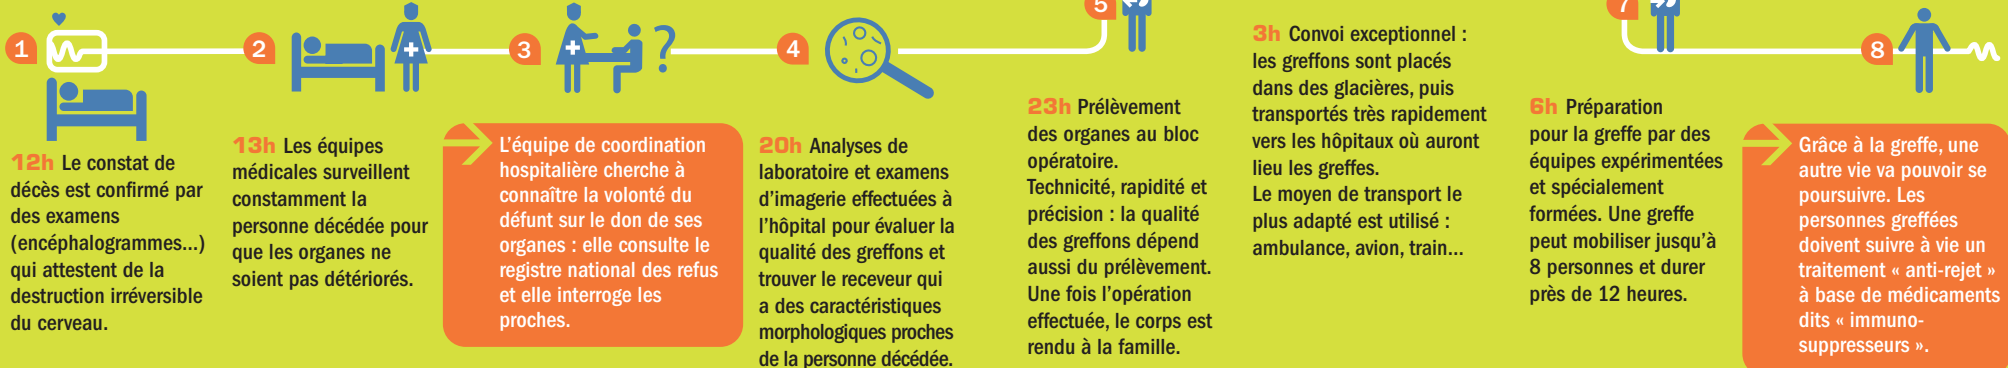 1
12h Le constat de
décès est confirmé par
des examens
(encéphalogrammes...)
qui attestent de la
destruction irréversible
du cerveau.
2
13h Les équipes
médicales surveillent
constamment la
personne décédée pour
que les organes ne
soient pas détériorés.
3
?
L'équipe de coordination
hospitalière cherche à
connaître la volonté du
défunt sur le don de ses
organes : elle consulte le
registre national des refus
et elle interroge les
proches.
4
20h Analyses de
laboratoire et examens
d'imagerie effectuées à
l'hôpital pour évaluer la
qualité des greffons et
trouver le receveur qui
a des caractéristiques
morphologiques proches
de la personne décédée.
5
23h Prélèvement
des organes au bloc
opératoire.
Technicité, rapidité et
précision : la qualité
des greffons dépend
aussi du prélèvement.
Une fois l'opération
effectuée, le corps est
rendu à la famille.
3h Convoi exceptionnel :
les greffons sont placés
dans des glacières, puis
transportés très rapidement
vers les hôpitaux où auront
lieu les greffes.
Le moyen de transport le
plus adapté est utilisé :
ambulance, avion, train...
7
6h Préparation
pour la greffe par des
équipes expérimentées
et spécialement
formées. Une greffe
peut mobiliser jusqu'à
8 personnes et durer
près de 12 heures.
8
Grâce à la greffe, une
autre vie va pouvoir se
poursuivre. Les
personnes greffées
doivent suivre à vie un
traitement « anti-rejet »
à base de médicaments
dits « immuno-
suppresseurs ».